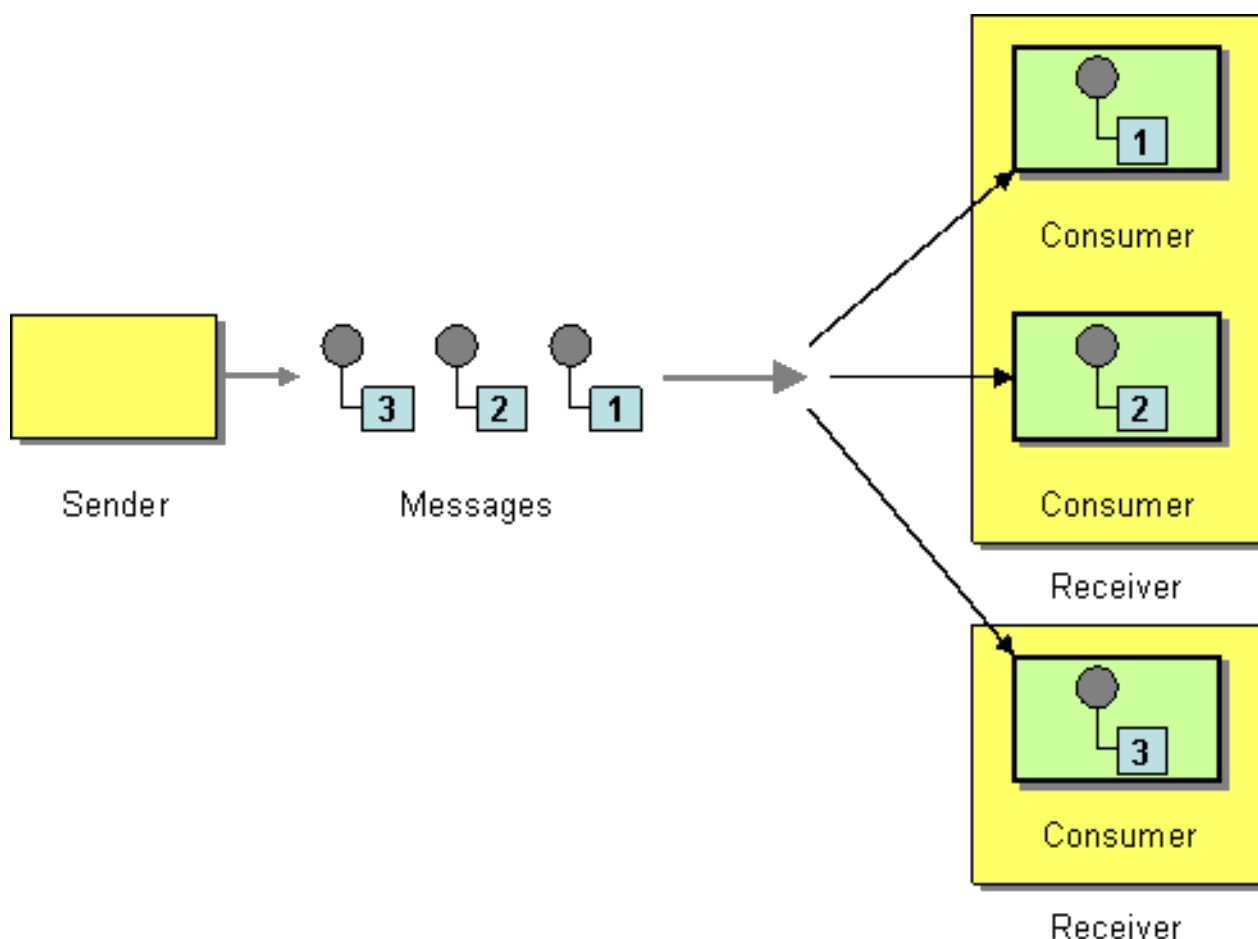 1
Consumer
3 2 1
2
Sender
Messages
Consumer
Receiver
3
Consumer
Receiver